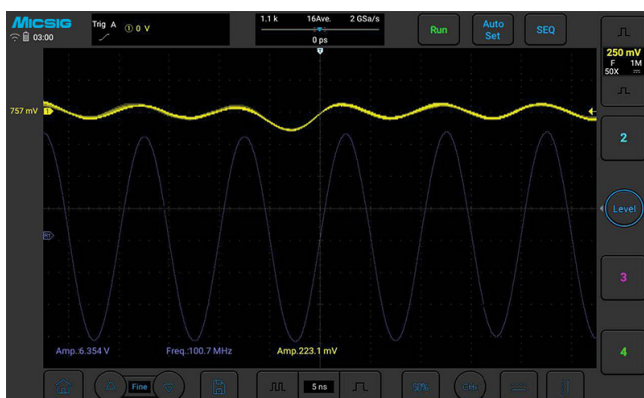 Micsig
03:00
Trig A
① 0 V
1.1 k 16Ave. 2 GSa/s
0 ps
Run
Auto Set
SEQ
250 mV
F 1M
50X
757 mV
1
T
2
Level
R1
3
Amp:6.354 V Freq:100.7 MHz Amp:223.1 mV
4
Fine
5 ns
50%